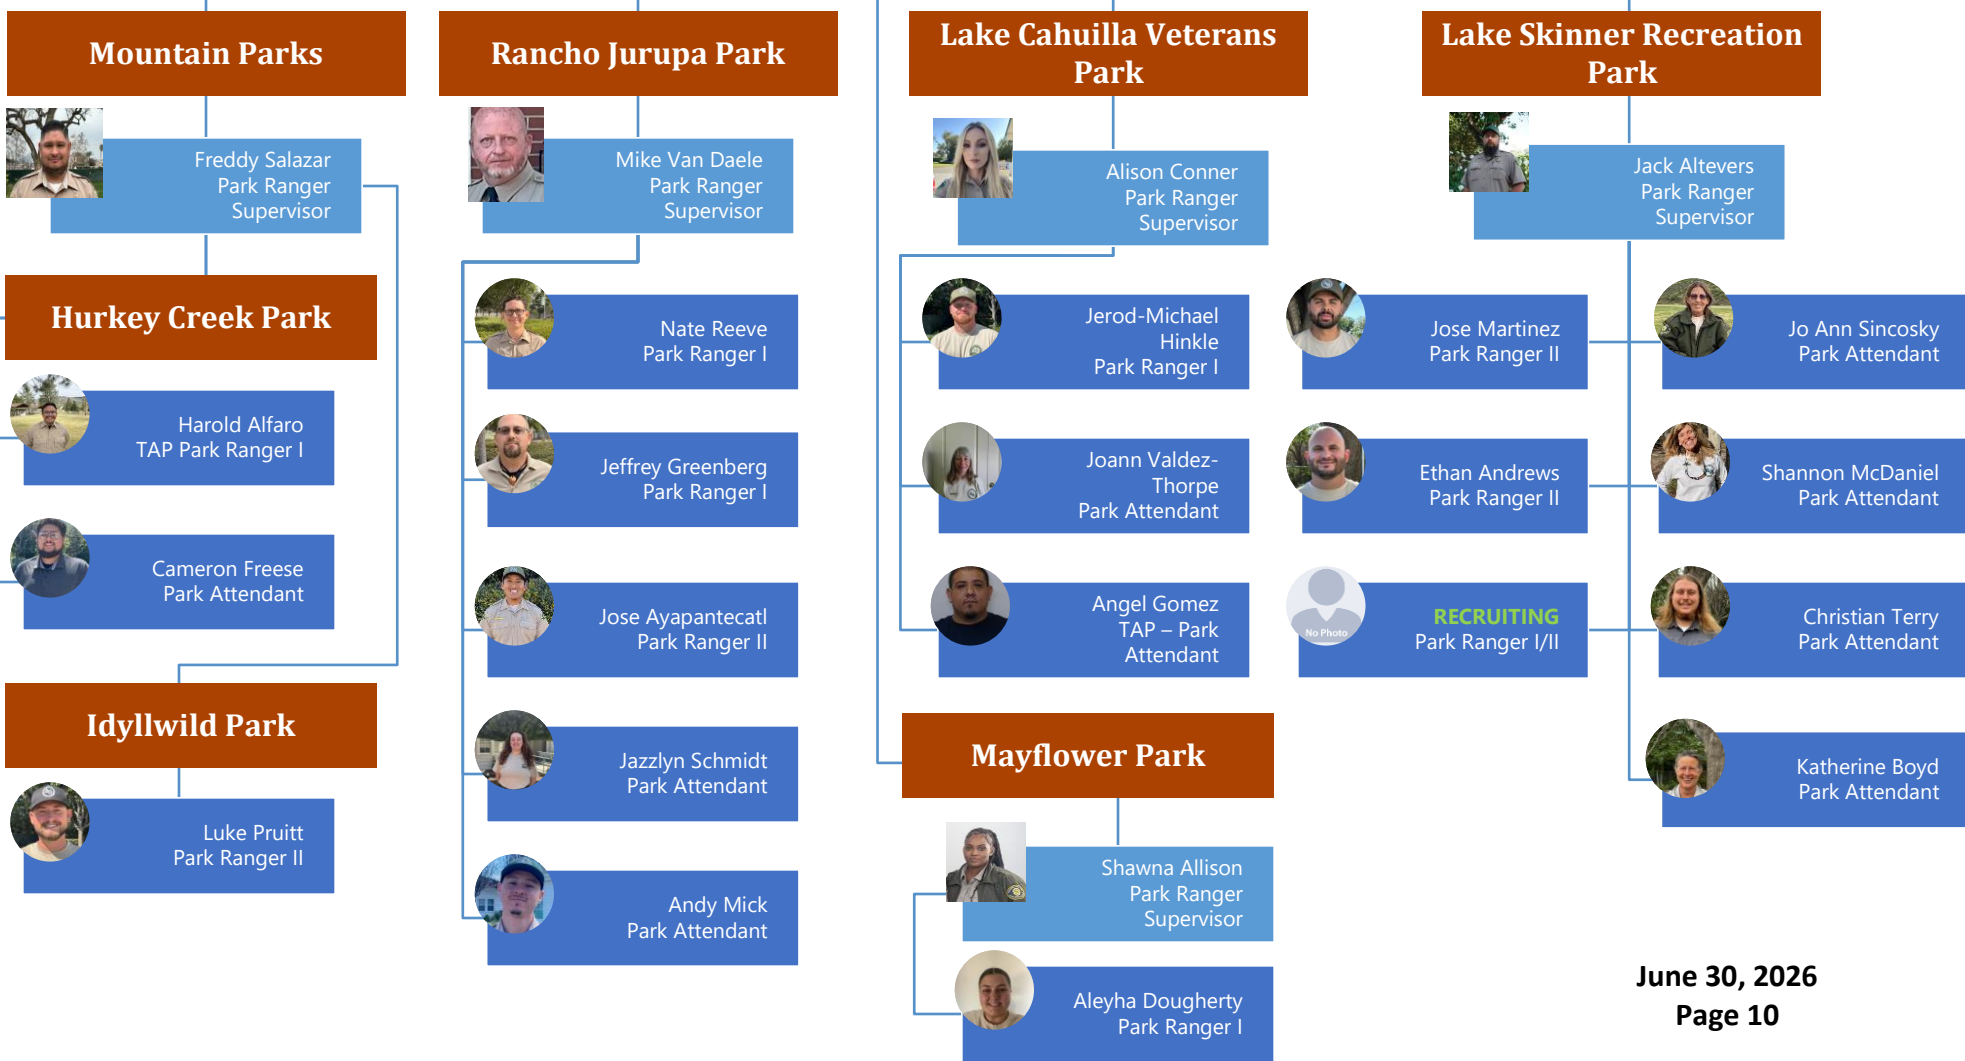 Mountain Parks
Freddy Salazar
Park Ranger
Supervisor
Hurkey Creek Park
Harold Alfaro
TAP Park Ranger I
Cameron Freese
Park Attendant
Idyllwild Park
Luke Pruitt
Park Ranger II
Rancho Jurupa Park
Mike Van Daele
Park Ranger
Supervisor
Nate Reeve
Park Ranger I
Jeffrey Greenberg
Park Ranger I
Jose Ayapantecatl
Park Ranger II
Jazzlyn Schmidt
Park Attendant
Andy Mick
Park Attendant
Lake Cahuilla Veterans
Park
Alison Conner
Park Ranger
Supervisor
Jerod-Michael
Hinkle
Park Ranger I
Joann Valdez-
Thorpe
Park Attendant
Angel Gomez
TAP – Park
Attendant
Mayflower Park
Shawna Allison
Park Ranger
Supervisor
Aleyha Dougherty
Park Ranger I
Lake Skinner Recreation
Park
Jack Altevers
Park Ranger
Supervisor
Jose Martinez
Park Ranger II
Ethan Andrews
Park Ranger II
No Photo
RECRUITING
Park Ranger I/II
Jo Ann Sincosky
Park Attendant
Shannon McDaniel
Park Attendant
Christian Terry
Park Attendant
Katherine Boyd
Park Attendant
June 30, 2026
Page 10